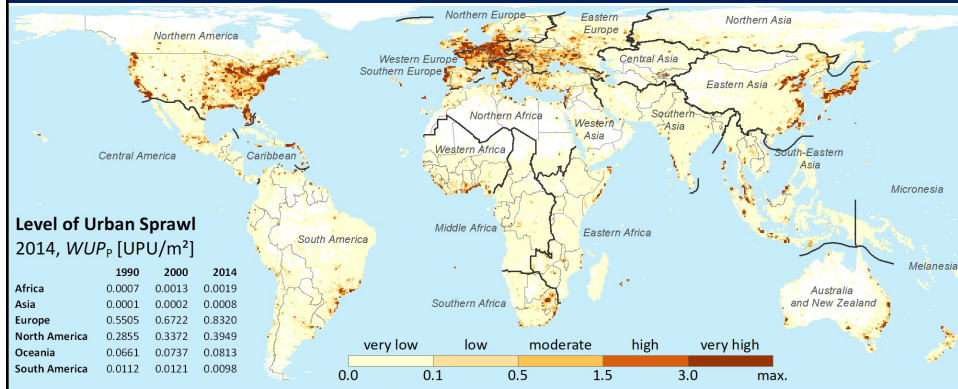 Northern Europe
Eastern
Europe
Northern Asia
Northern America
Western Europe
Southern Europe
Central Asia
Eastern Asia
Northern Africa
Western
Asia
Southern
Asia
Western Africa
Central America
Caribbean
South-Eastern
Asia
Micronesia
Level of Urban Sprawl
2014, WUPP [UPU/m²]
South America
Middle Africa
Eastern Africa
Melanesia
Southern Africa
Australia
and New Zealand
1990 2000 2014
Africa 0.0007 0.0013 0.0019
Asia 0.0001 0.0002 0.0008
Europe 0.5505 0.6722 0.8320
North America 0.2855 0.3372 0.3949
Oceania 0.0661 0.0737 0.0813
South America 0.0112 0.0121 0.0098
very low low moderate high very high
0.0 0.1 0.5 1.5 3.0 max.